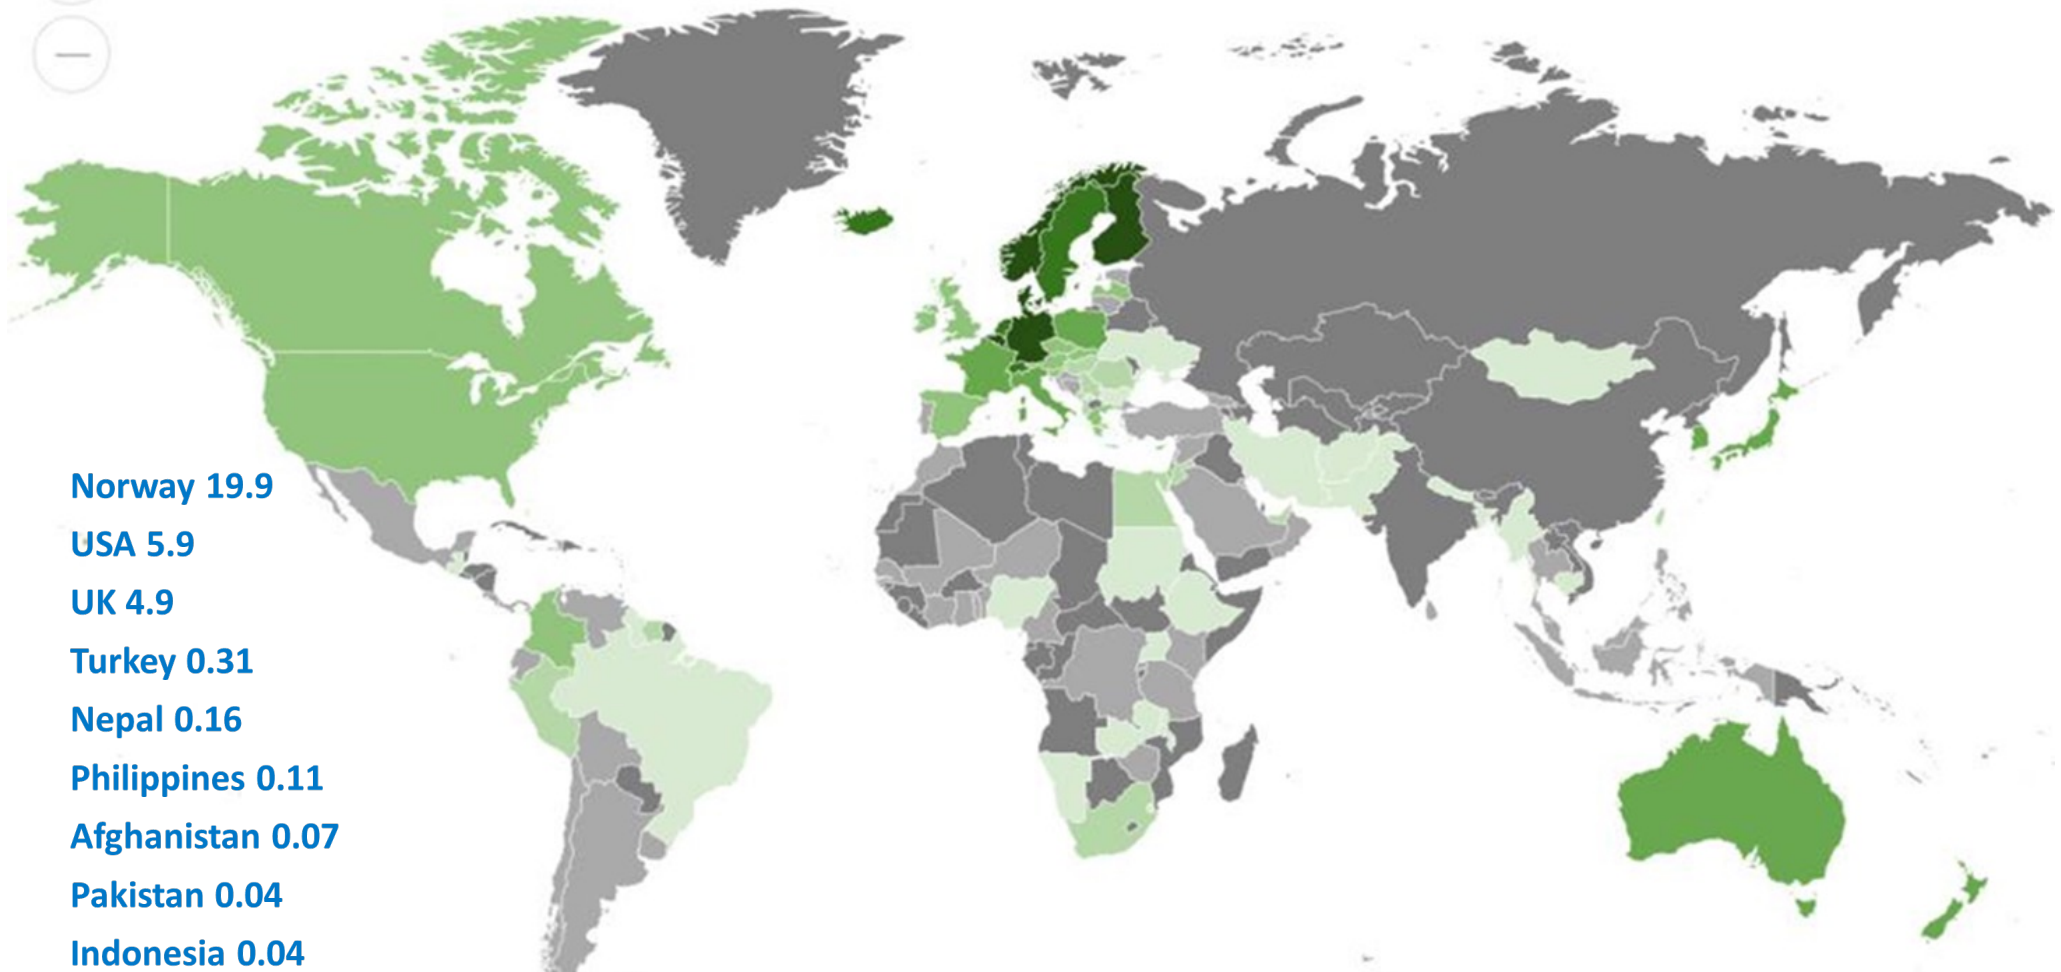 Norway 19.9
USA 5.9
UK 4.9
Turkey 0.31
Nepal 0.16
Philippines 0.11
Afghanistan 0.07
Pakistan 0.04
Indonesia 0.04